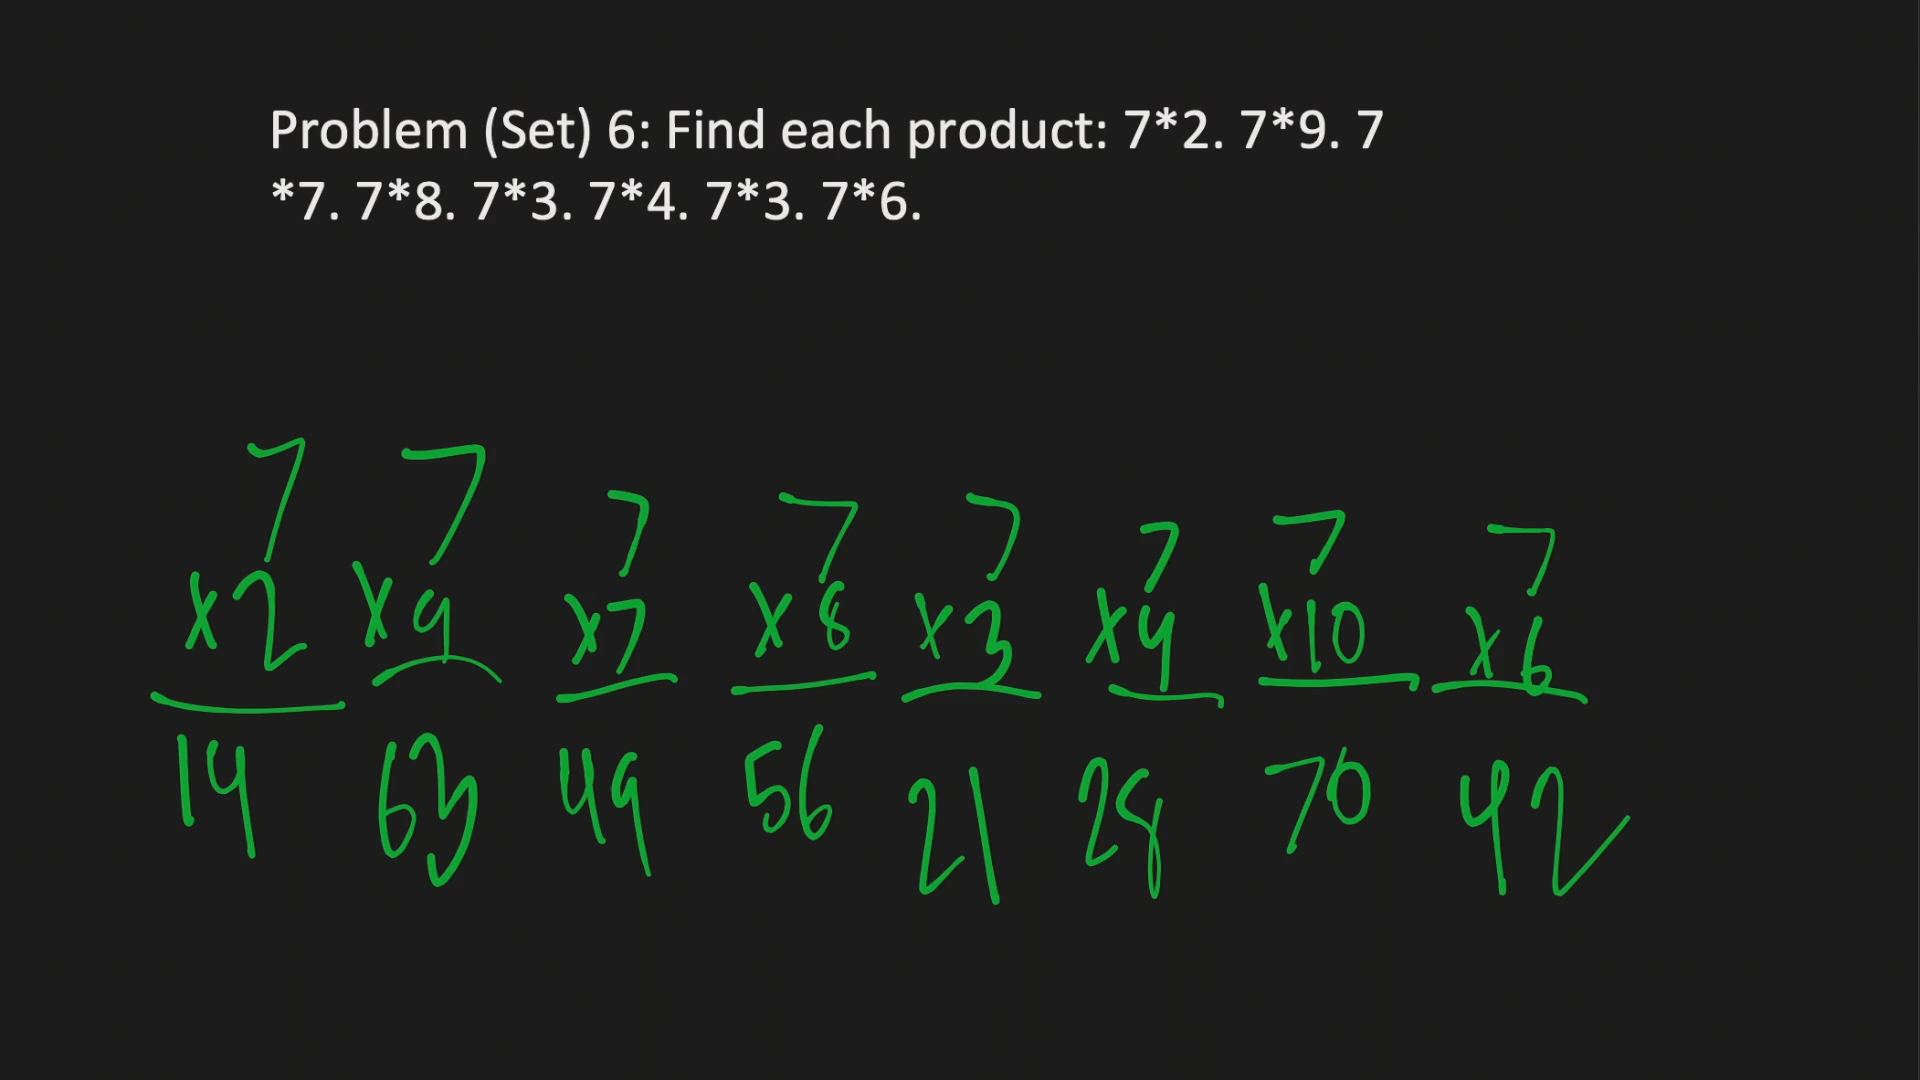 Problem (Set) 6: Find each product: 7*2. 7*9. 7
*7. 7*8. 7*3. 7*4. 7*3. 7*6.
7 7 7 7 7 7 7 7
x2 x9 x7 x8 x3 x4 x10 x6
14 63 49 56 21 28 70 42